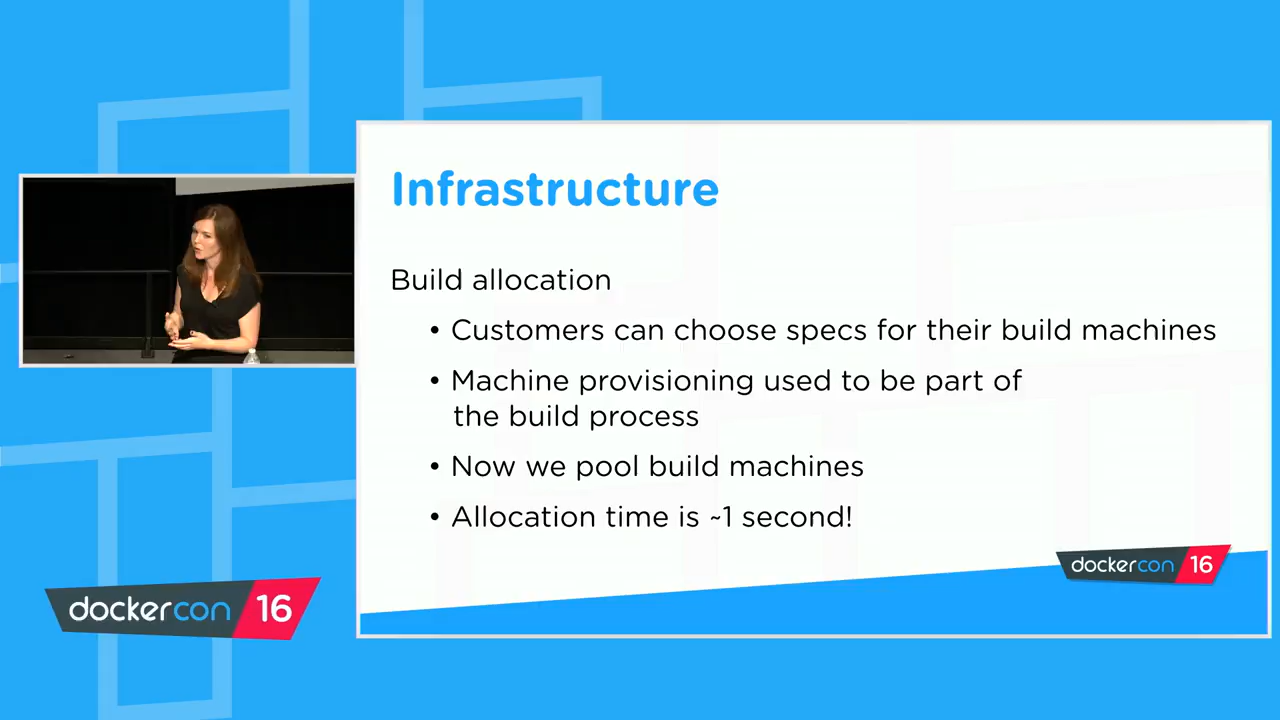 Infrastructure
Build allocation
• Customers can choose specs for their build machines
• Machine provisioning used to be part of
the build process
• Now we pool build machines
• Allocation time is ~1 second!
dockercon 16
dockercon 16